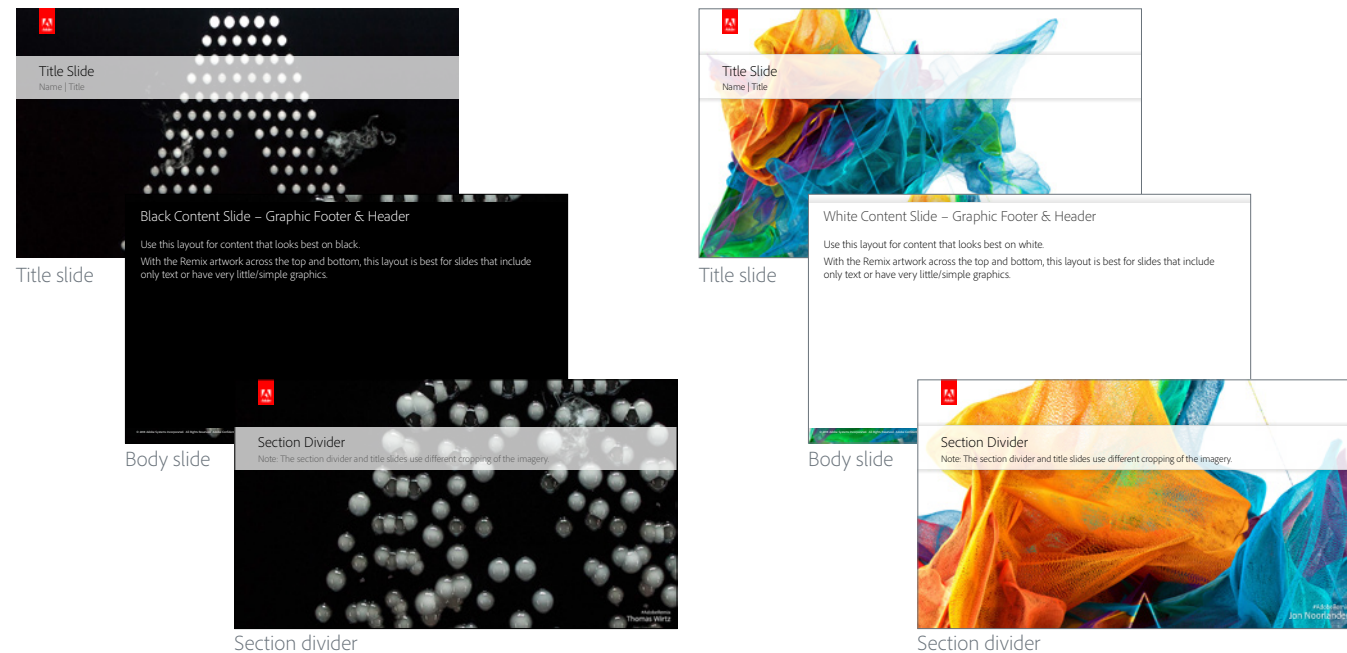 Title Slide
Name | Title
Title slide
Black Content Slide – Graphic Footer & Header
Use this layout for content that looks best on black.
With the Remix artwork across the top and bottom, this layout is best for slides that include
only text or have very little/simple graphics.
Body slide
Section Divider
Note: The section divider and title slides use different cropping of the imagery.
#AdobeRemix
Thomas Wirtz
Section divider
Title Slide
Name | Title
Title slide
White Content Slide – Graphic Footer & Header
Use this layout for content that looks best on white.
With the Remix artwork across the top and bottom, this layout is best for slides that include
only text or have very little/simple graphics.
Body slide
Section Divider
Note: The section divider and title slides use different cropping of the imagery.
Section divider